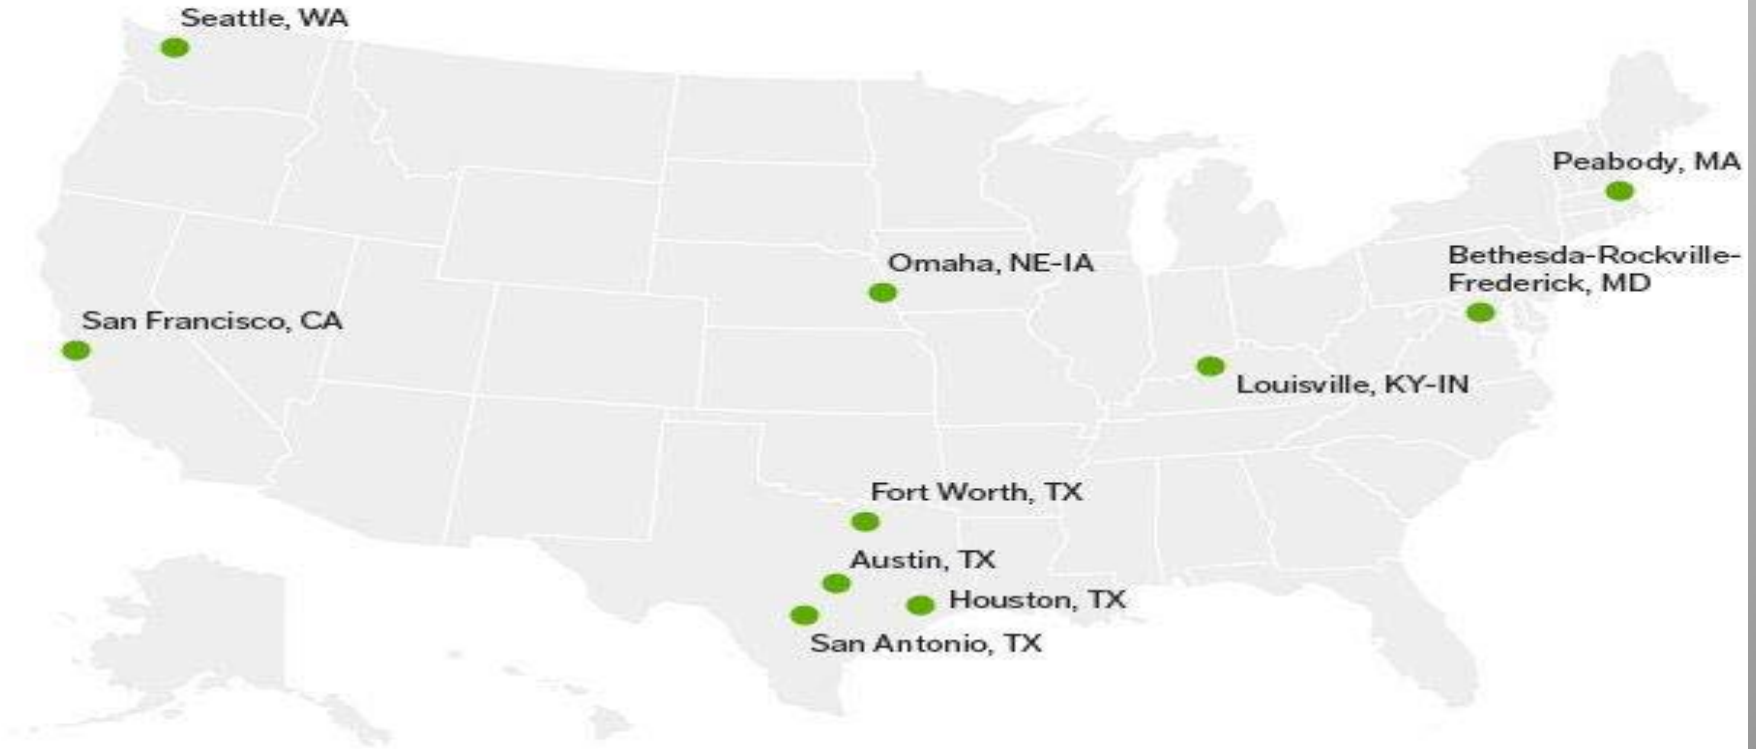 Seattle, WA
Peabody, MA
Bethesda-Rockville-
Frederick, MD
Omaha, NE-IA
San Francisco, CA
Louisville, KY-IN
Fort Worth, TX
Austin, TX
Houston, TX
San Antonio, TX